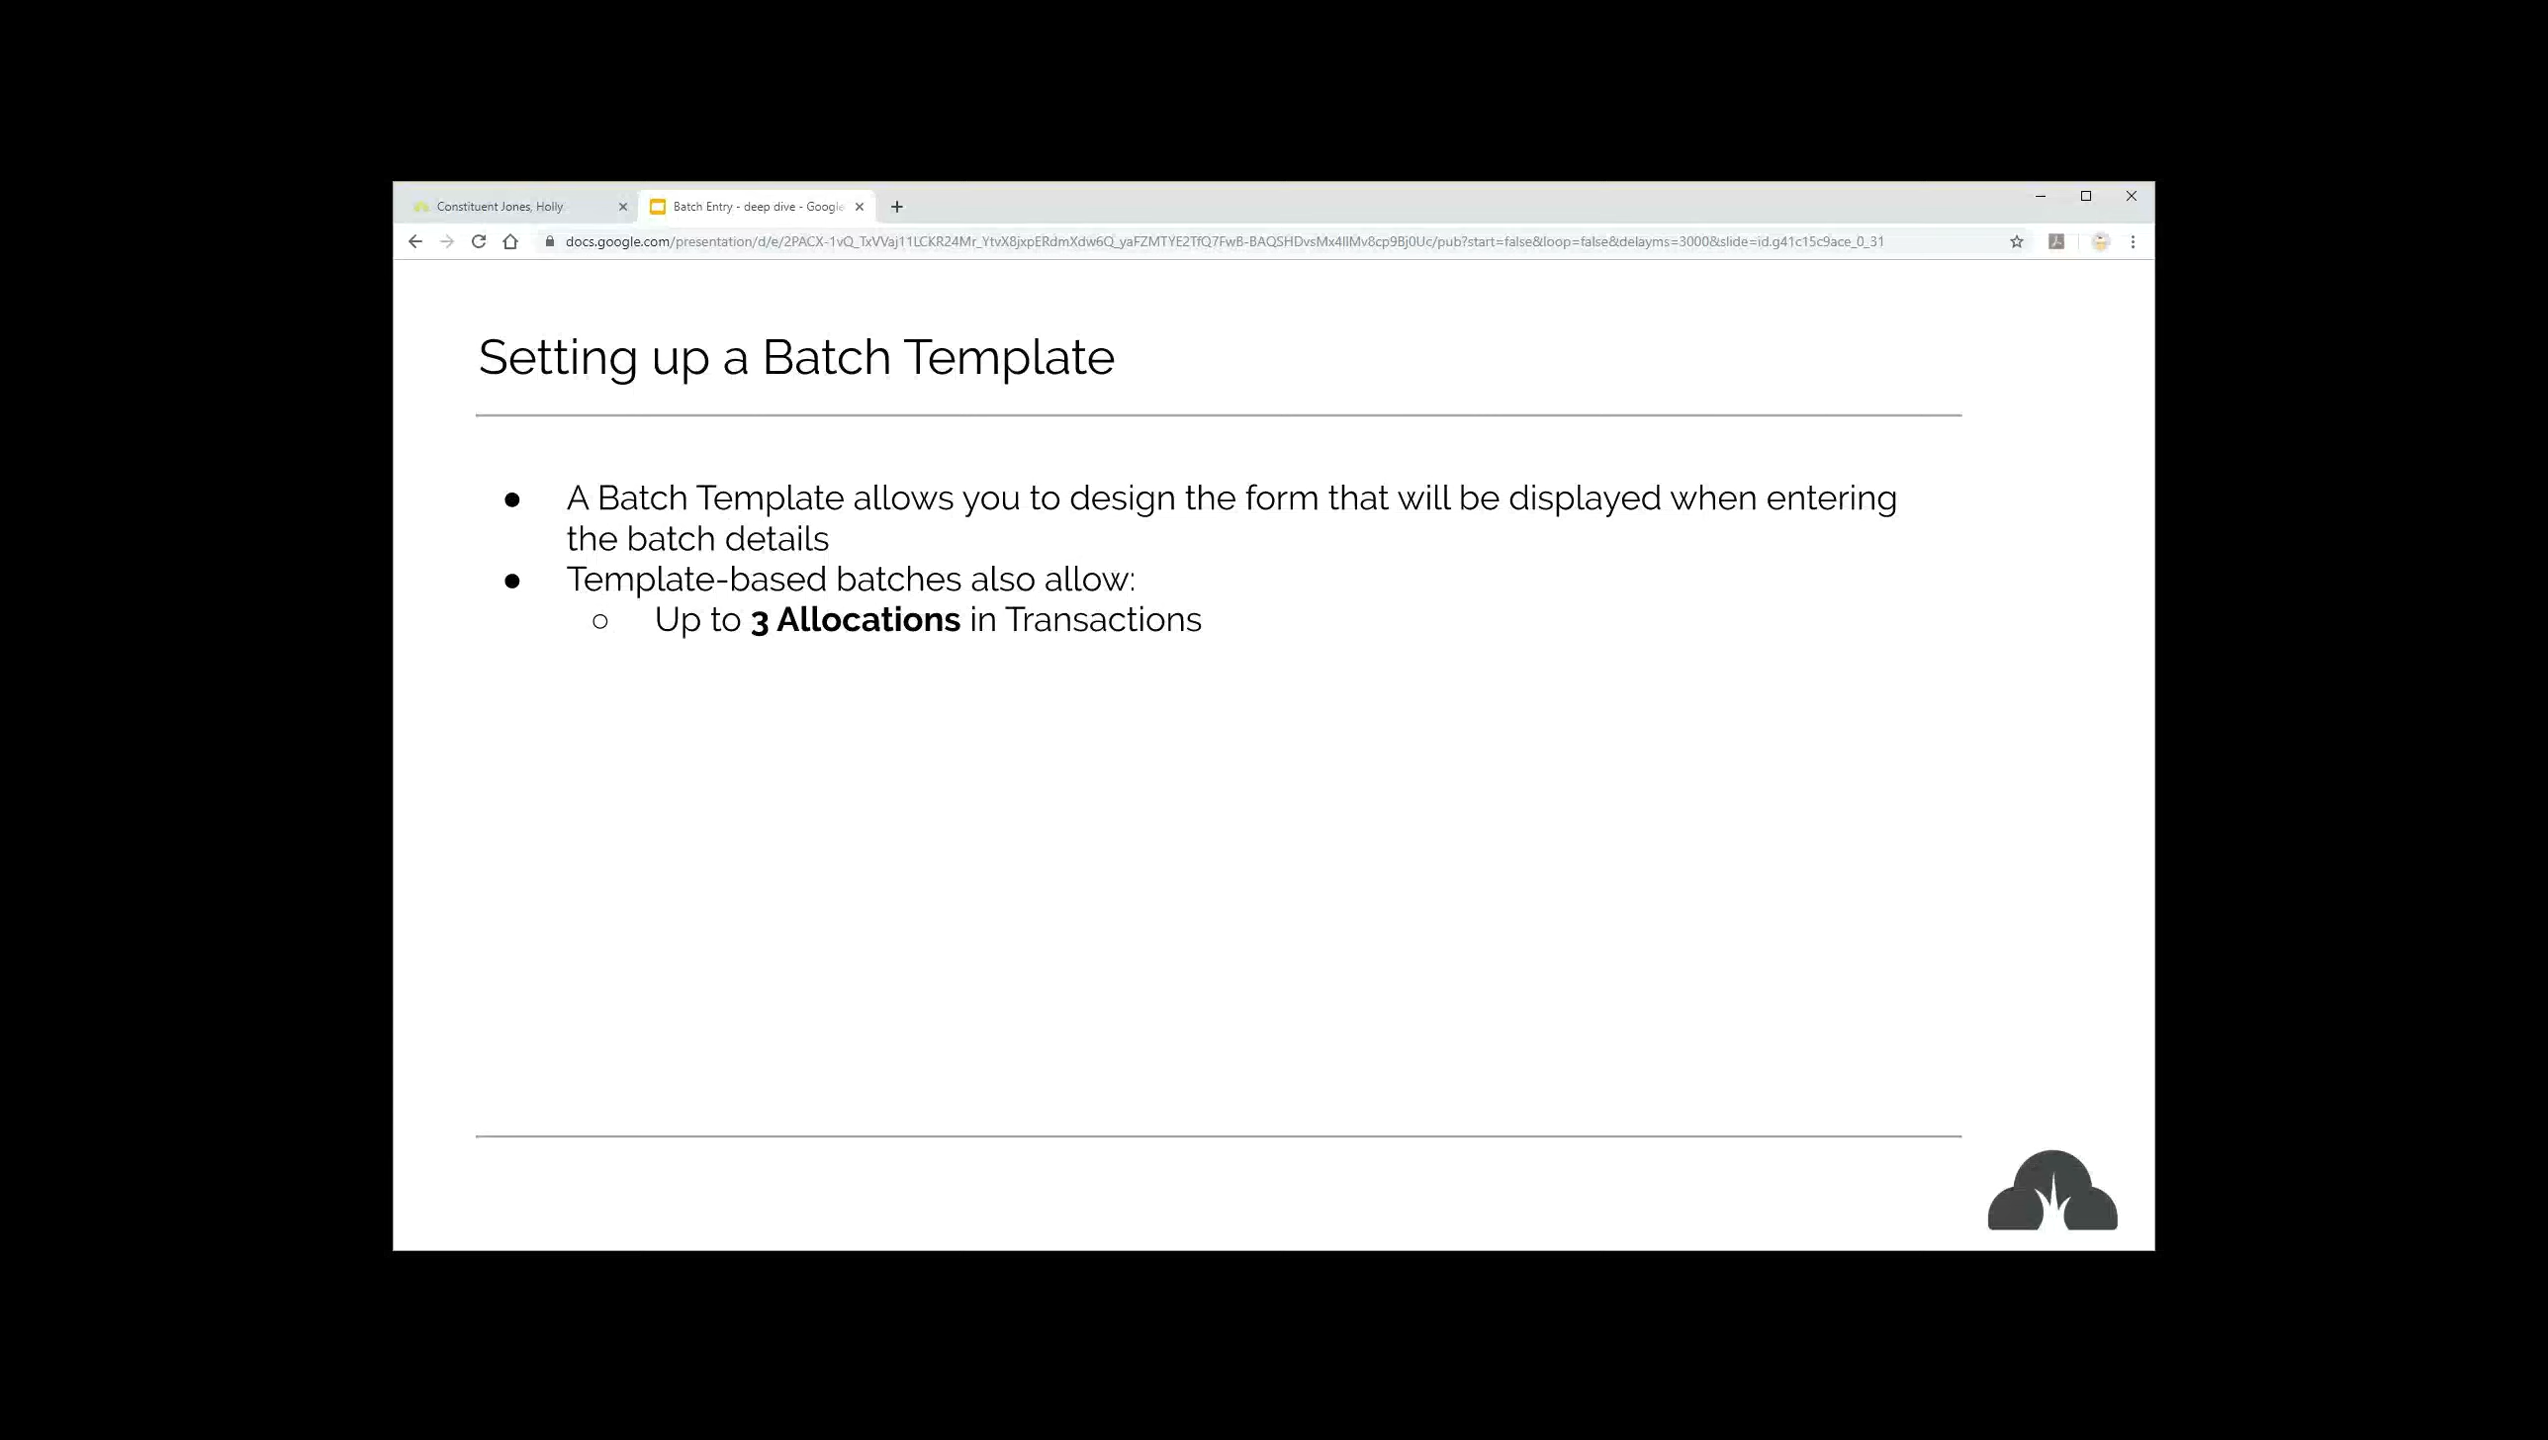 Constituent Jones, Holly
Batch Entry - deep dive - Google
docs.google.com/presentation/d/e/2PACX-1vQ_TxVVaj11LCKR24Mr_YtvX8jxpERdmXdw6Q_yaFZMTYE2TfQ7FwB-BAQSHDvsMx4IlMv8cp9Bj0Uc/pub?start=false&loop=false&delayms=3000&slide=id.g41c15c9ace_0_31
Setting up a Batch Template
● A Batch Template allows you to design the form that will be displayed when entering
the batch details
● Template-based batches also allow:
○ Up to 3 Allocations in Transactions